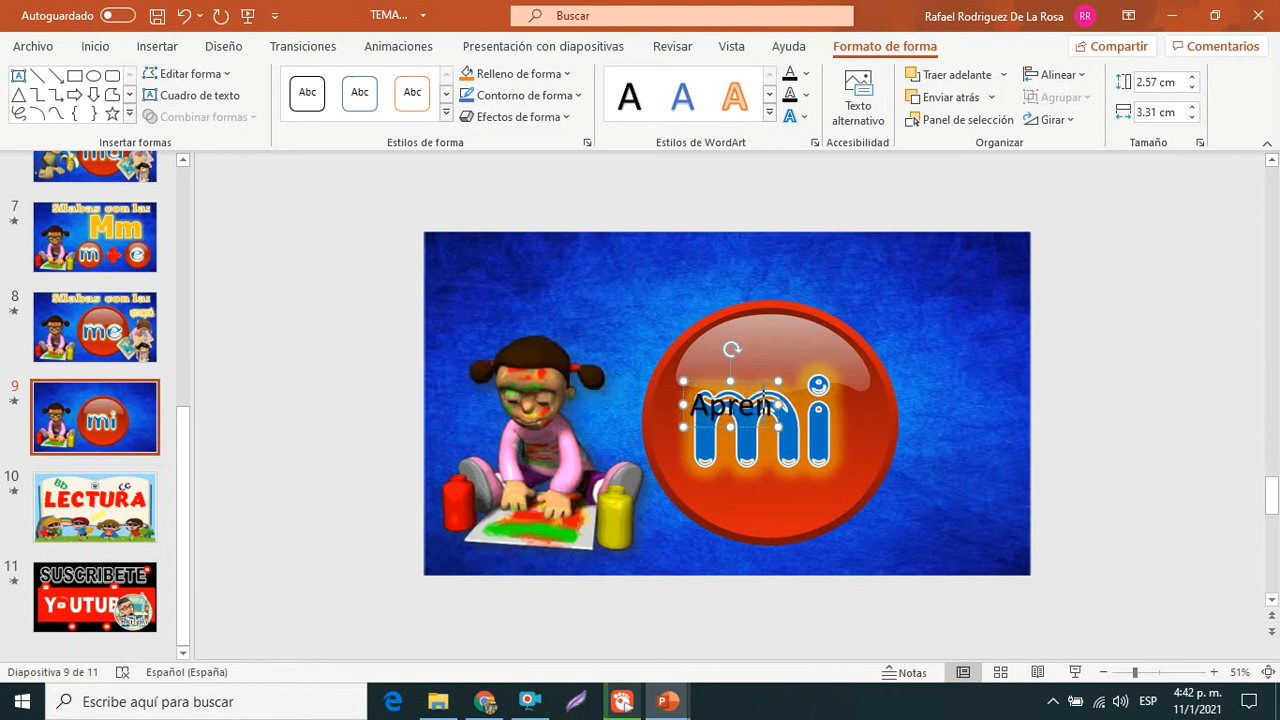 Autoguardado
TEMA...
Buscar
Rafael Rodriguez De La Rosa
RR
Archivo
Inicio
Insertar
Diseño
Transiciones
Animaciones
Presentación con diapositivas
Revisar
Vista
Ayuda
Formato de forma
Compartir
Comentarios
Editar forma
Cuadro de texto
Combinar formas
Insertar formas
Abc
Abc
Abc
Relleno de forma
Contorno de forma
Efectos de forma
Estilos de forma
A
A
A
A
A
A
Estilos de WordArt
Texto
alternativo
Accesibilidad
Traer adelante
Enviar atrás
Panel de selección
Alinear
Agrupar
Girar
Organizar
2.57 cm
3.31 cm
Tamaño
7
Sílabas con la:
Mm
m + e
8
Sílabas con la:
me
9
mi
10
LECTURA
11
SUSCRIBETE
YOUTUB
mi
Apren
Diapositiva 9 de 11
Español (España)
Notas
51%
Escribe aquí para buscar
ESP
4:42 p. m.
11/1/2021